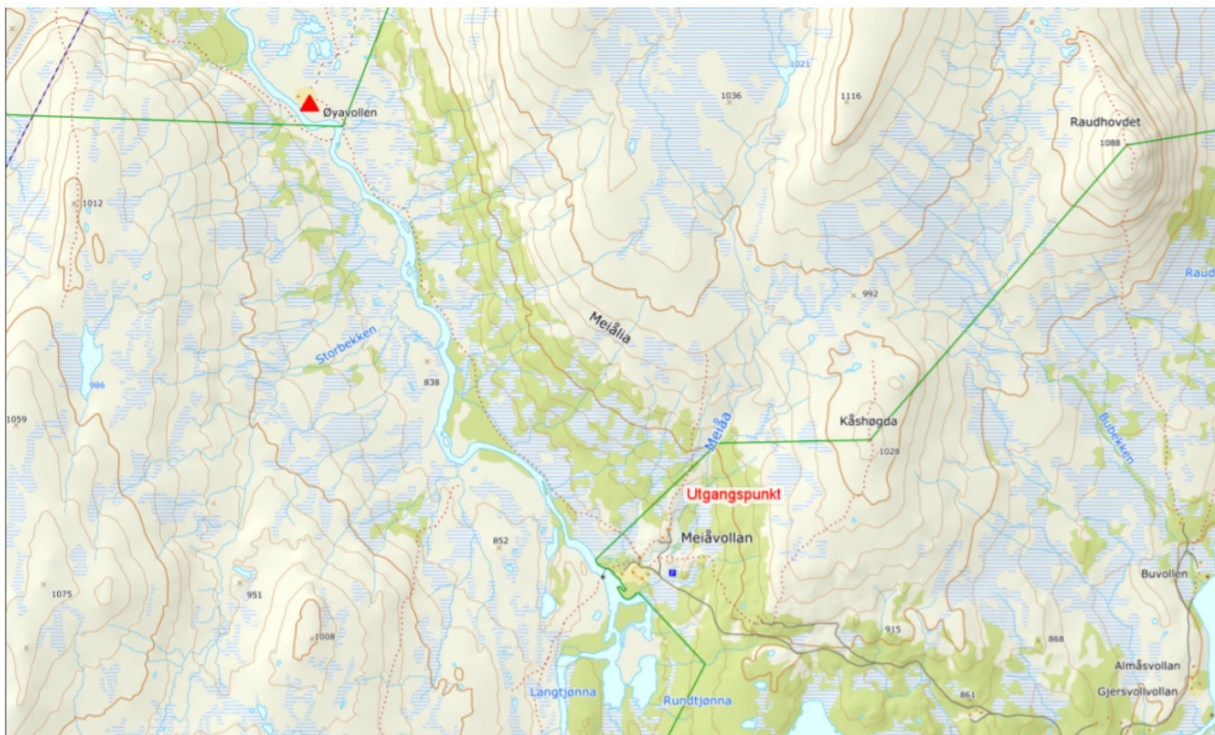 1021
1036
1116
Øyavollen
Raudhovdet
1088
1012
Raud
992
Meiålia
Storbekken
838
986
1059
Meiåa
Kåshøgda
1028
Bubekken
Utgangspunkt
852
Meiåvollan
P
Buvollen
951
1075
1008
915
868
Almåsvollan
Langtjønna
Rundtjønna
861
Gjersvollvollan